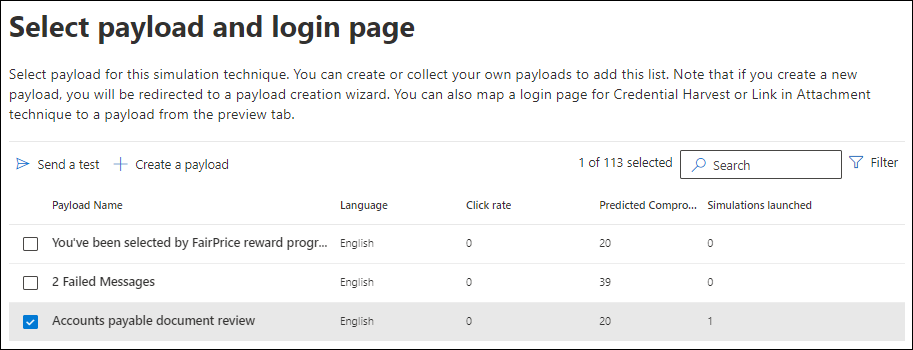 Select payload and login page
Select payload for this simulation technique. You can create or collect your own payloads to add this list. Note that if you create a new
payload, you will be redirected to a payload creation wizard. You can also map a login page for Credential Harvest or Link in Attachment
technique to a payload from the preview tab.
Send a test Create a payload 1 of 113 selected Search Filter
Payload Name Language Click rate Predicted Compro... Simulations launched
You've been selected by FairPrice reward progr... English 0 20 0
2 Failed Messages English 0 39 0
Accounts payable document review English 0 20 1